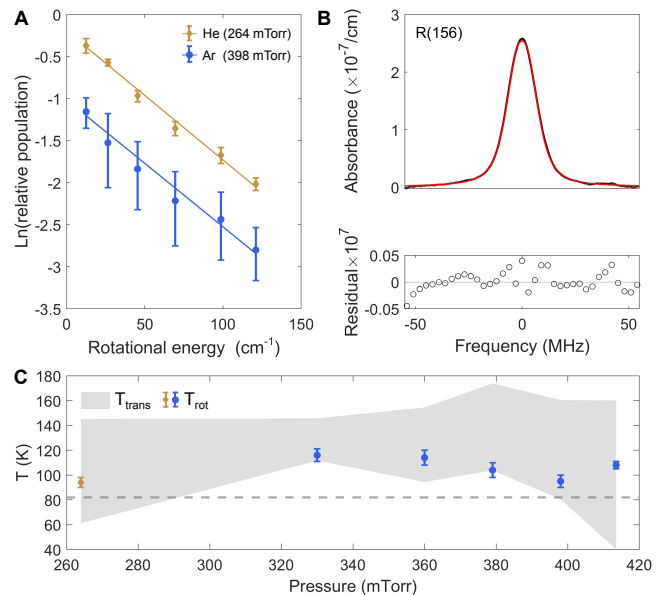 A
He (264 mTorr)
Ar (398 mTorr)
Ln(relative population)
0
-0.5
-1
-1.5
-2
-2.5
-3
-3.5
0
50
100
150
Rotational energy (cm⁻¹)
B
R(156)
Absorbance (×10⁻⁷/cm)
3
2
1
0
Residual×10⁷
0.05
0
-0.05
-50
0
50
Frequency (MHz)
C
T_trans
T_rot
T (K)
180
160
140
120
100
80
60
40
260
280
300
320
340
360
380
400
420
Pressure (mTorr)